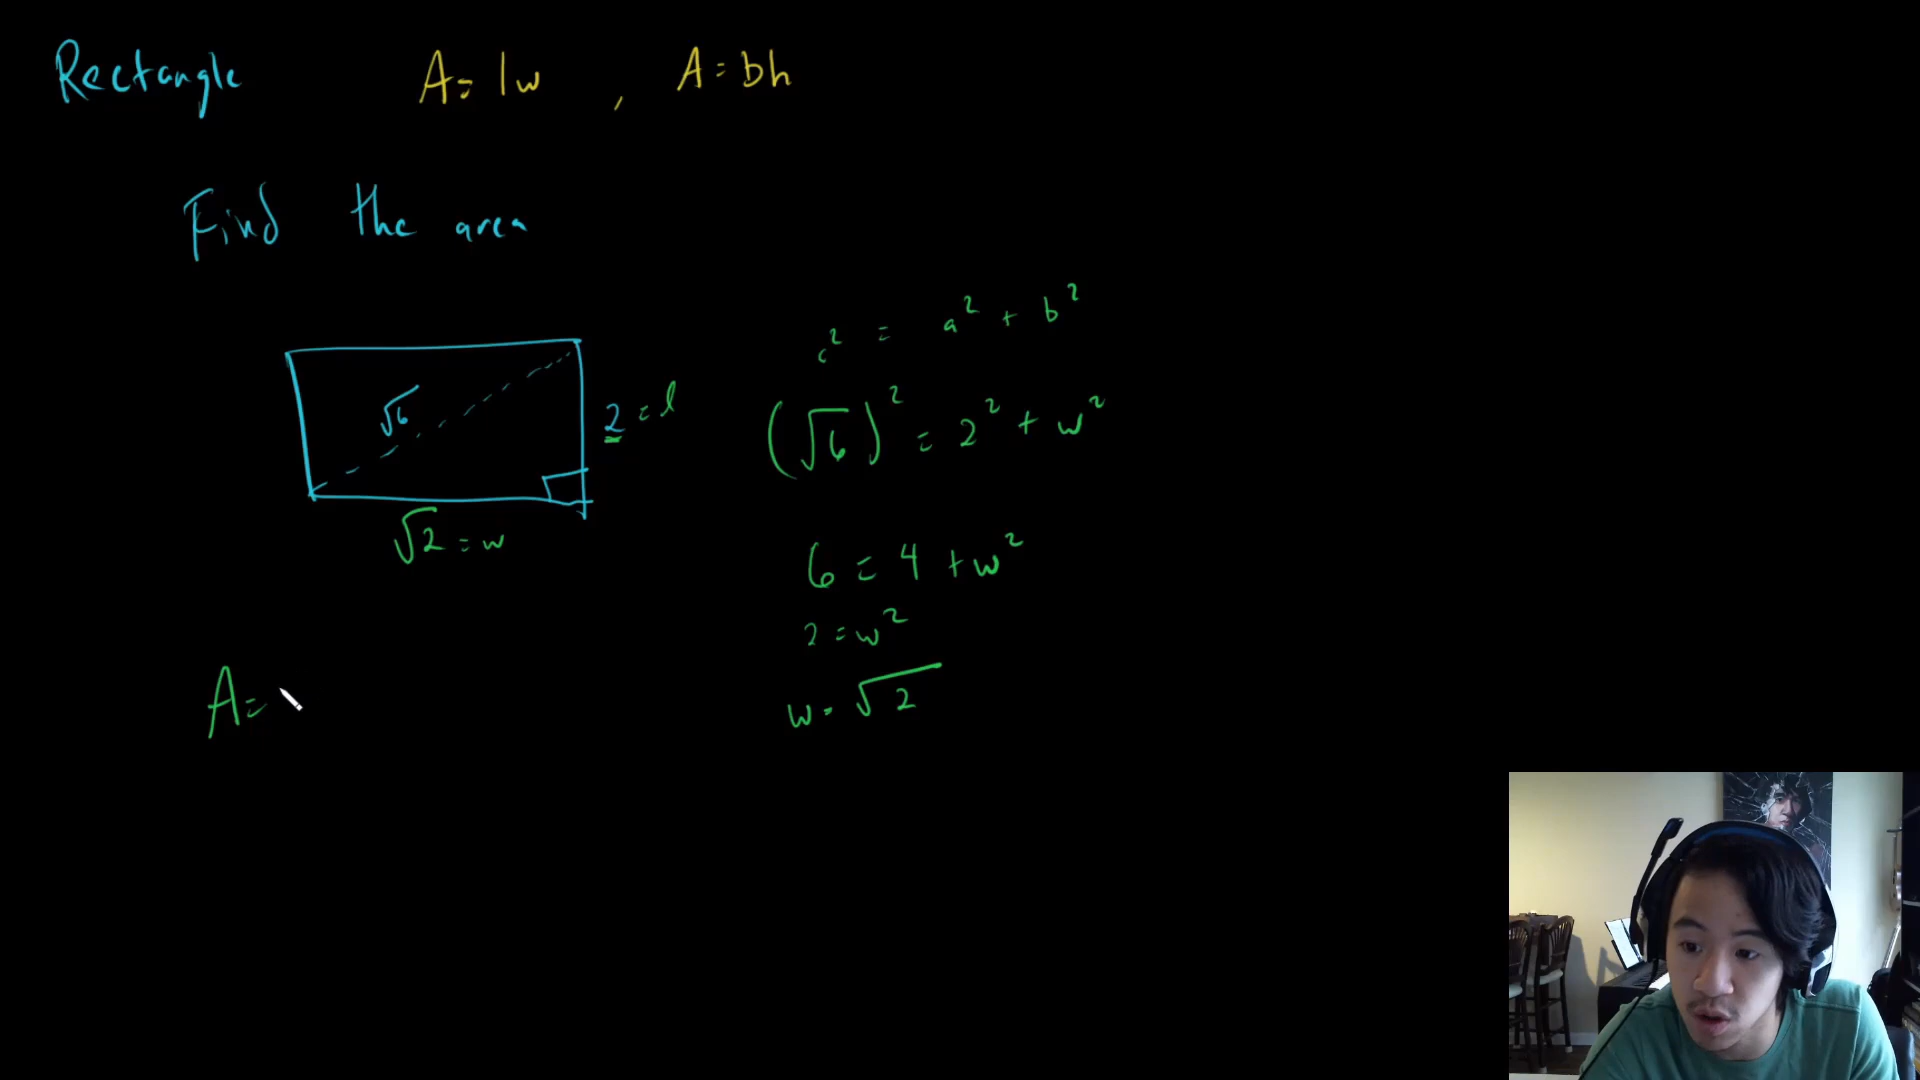 Rectangle A = lw , A = bh
Find the area
c² = a² + b²
√6
2 = l
(√6)² = 2² + w²
√2 = w
6 = 4 + w²
2 = w²
A =
w = √2